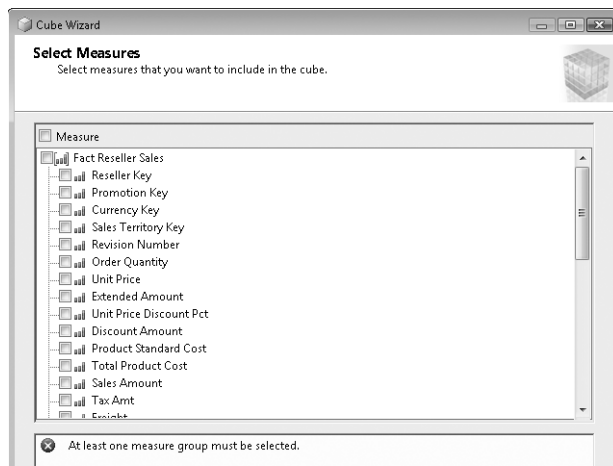 Cube Wizard
Select Measures
Select measures that you want to include in the cube.
Measure
Fact Reseller Sales
Reseller Key
Promotion Key
Currency Key
Sales Territory Key
Revision Number
Order Quantity
Unit Price
Extended Amount
Unit Price Discount Pct
Discount Amount
Product Standard Cost
Total Product Cost
Sales Amount
Tax Amt
Freight
At least one measure group must be selected.